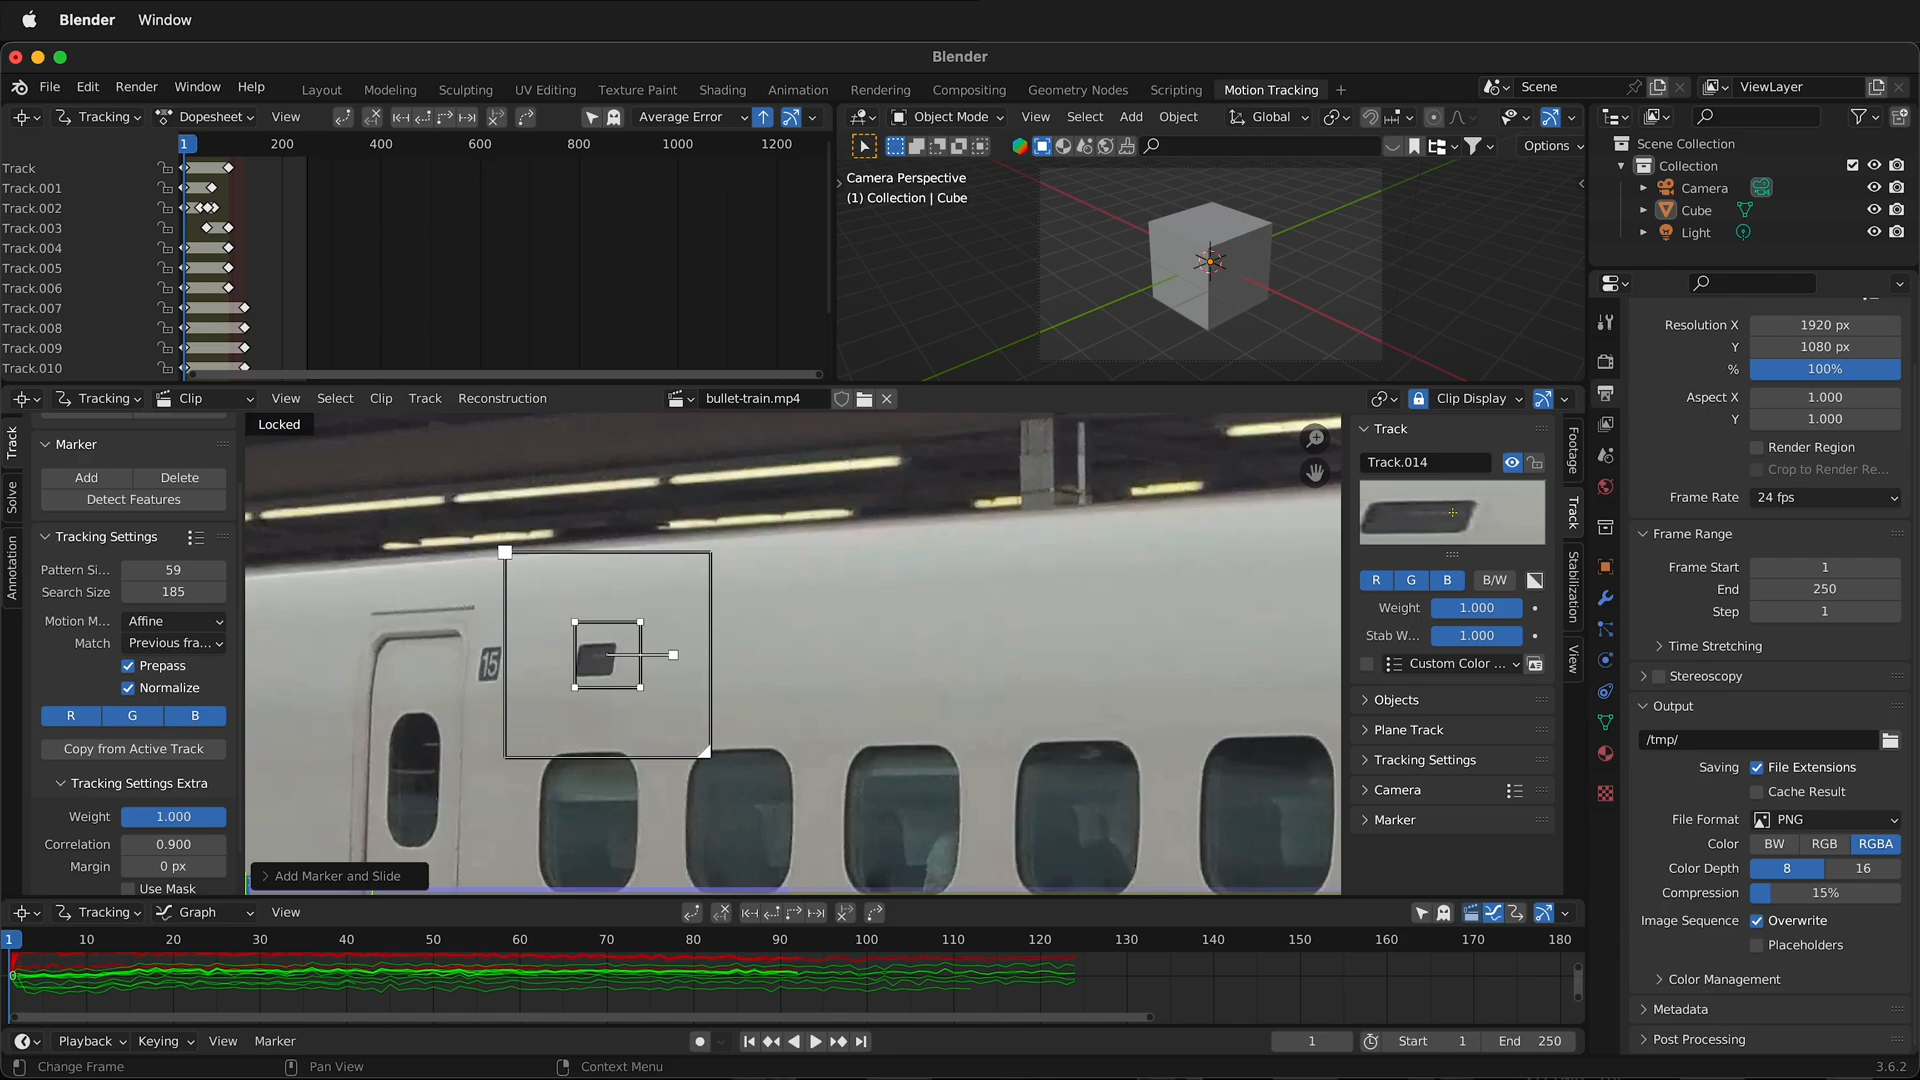 Blender Window
Blender
File Edit Render Window Help Layout Modeling Sculpting UV Editing Texture Paint Shading Animation Rendering Compositing Geometry Nodes Scripting Motion Tracking + Scene ViewLayer
Tracking Dopesheet View Average Error
Object Mode View Select Add Object Global
1 200 400 600 800 1000 1200
Options
Track
Track.001
Track.002
Track.003
Track.004
Track.005
Track.006
Track.007
Track.008
Track.009
Track.010
Camera Perspective
(1) Collection | Cube
Scene Collection
Collection
Camera
Cube
Light
Tracking Clip View Select Clip Track Reconstruction bullet-train.mp4 Clip Display
Track
Solve
Annotation
Marker
Add Delete
Detect Features
Tracking Settings
Pattern Si... 59
Search Size 185
Motion M... Affine
Match Previous fra...
Prepass
Normalize
R G B
Copy from Active Track
Tracking Settings Extra
Weight 1.000
Correlation 0.900
Margin 0 px
Use Mask
Locked
15
Add Marker and Slide
Track
Track.014
R G B B/W
Weight 1.000
Stab W... 1.000
Custom Color ...
Objects
Plane Track
Tracking Settings
Camera
Marker
Footage
Track
Stabilization
View
Resolution X 1920 px
Y 1080 px
% 100%
Aspect X 1.000
Y 1.000
Render Region
Crop to Render Re...
Frame Rate 24 fps
Frame Range
Frame Start 1
End 250
Step 1
Time Stretching
Stereoscopy
Output
/tmp/
Saving File Extensions
Cache Result
File Format PNG
Color BW RGB RGBA
Color Depth 8 16
Compression 15%
Image Sequence Overwrite
Placeholders
Color Management
Metadata
Post Processing
Tracking Graph View
1 10 20 30 40 50 60 70 80 90 100 110 120 130 140 150 160 170 180
0
Playback Keying View Marker 1 Start 1 End 250
Change Frame Pan View Context Menu 3.6.2